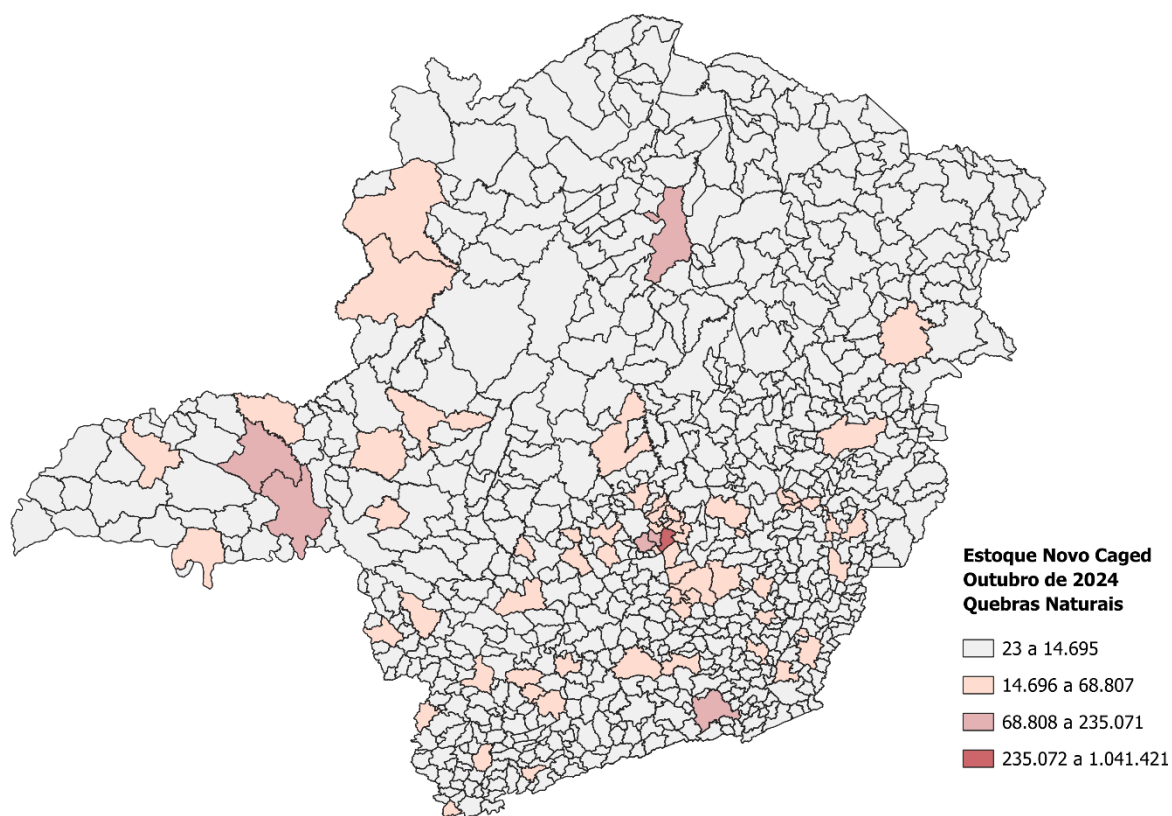 Estoque Novo Caged
Outubro de 2024
Quebras Naturais
23 a 14.695
14.696 a 68.807
68.808 a 235.071
235.072 a 1.041.421